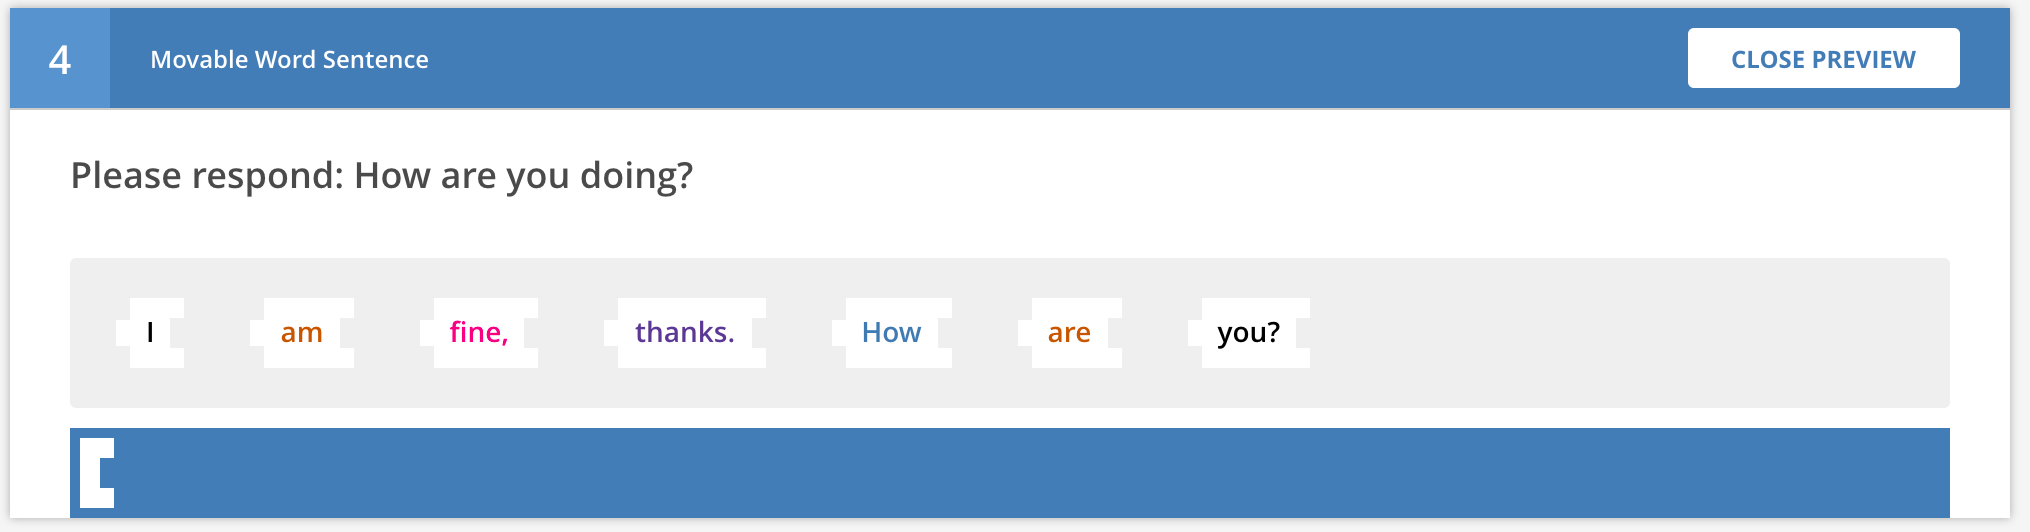 4 Movable Word Sentence CLOSE PREVIEW
Please respond: How are you doing?
I am fine, thanks. How are you?